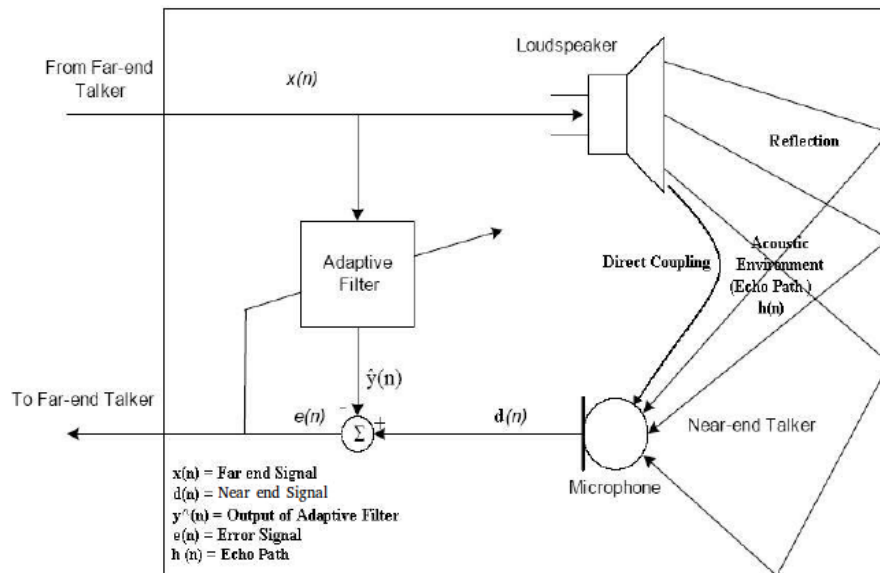 Loudspeaker
From Far-end
Talker
x(n)
Reflection
Adaptive
Filter
Direct Coupling
Acoustic
Environment
(Echo Path )
h(n)
ŷ(n)
To Far-end Talker
e(n)
-
+
Σ
d(n)
Near-end Talker
Microphone
x(n) = Far end Signal
d(n) = Near end Signal
y^(n) = Output of Adaptive Filter
e(n) = Error Signal
h (n) = Echo Path